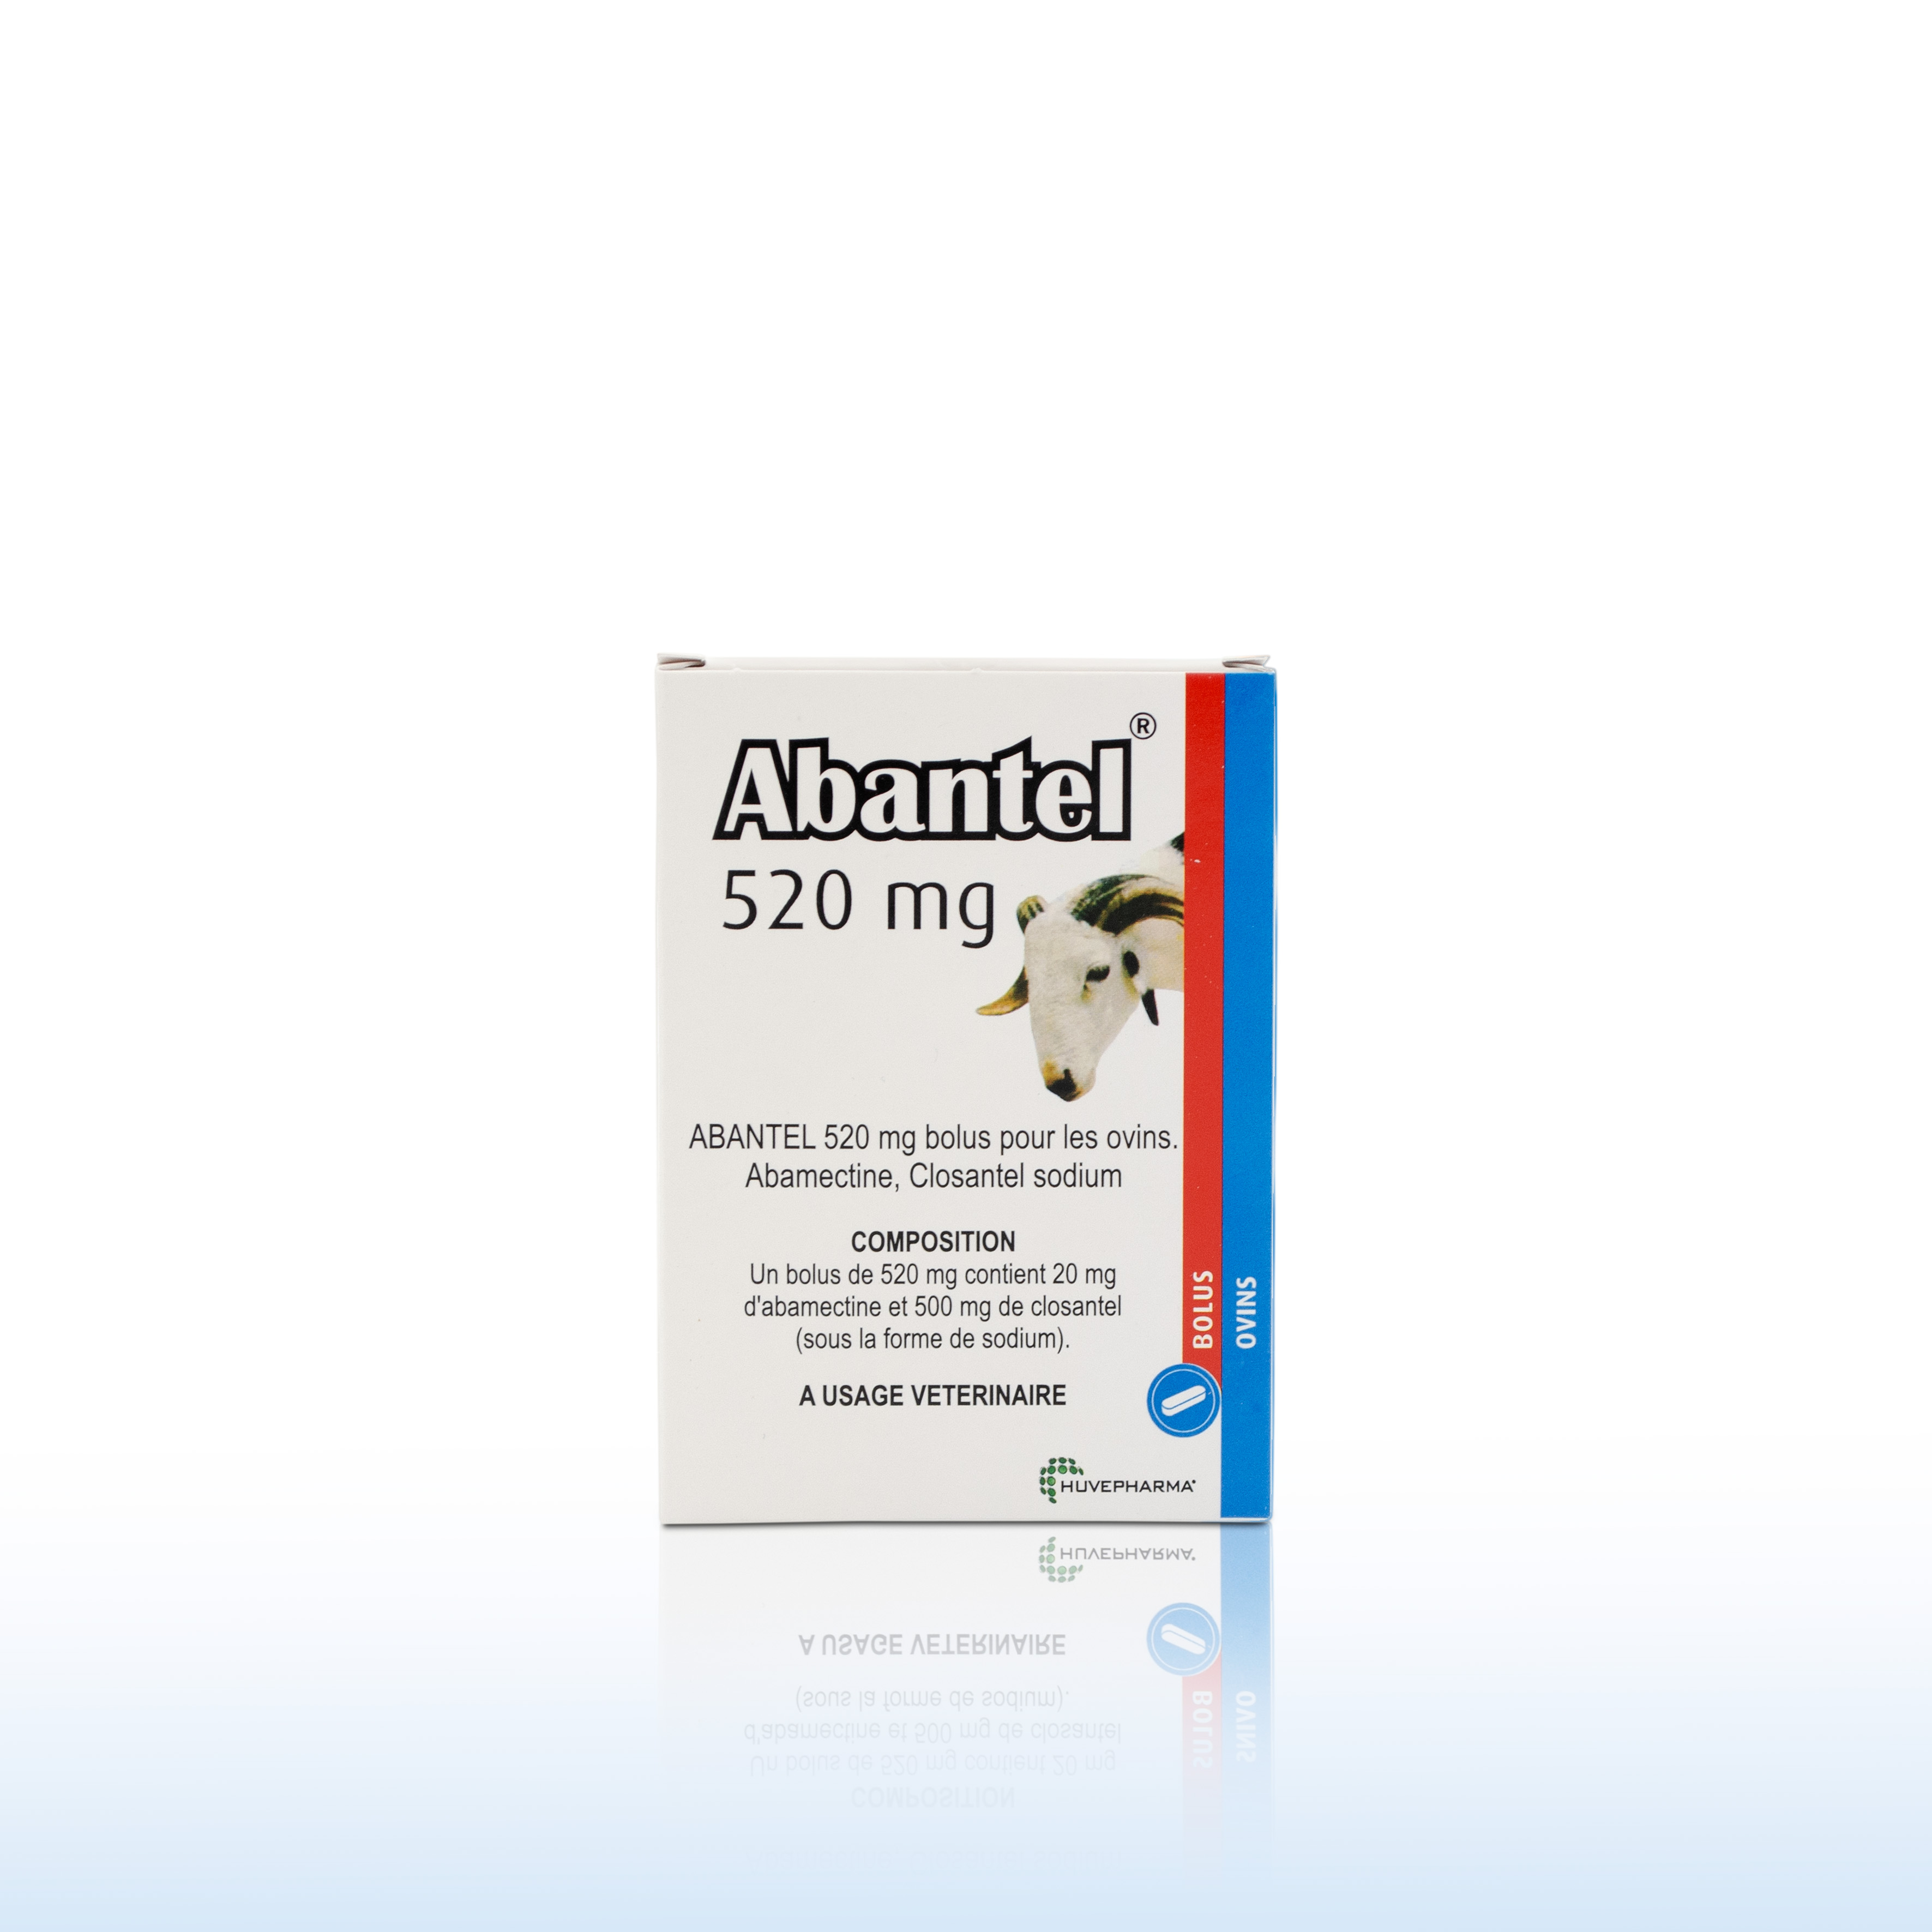 Abantel®
520 mg
ABANTEL 520 mg bolus pour les ovins.
Abamectine, Closantel sodium
COMPOSITION
Un bolus de 520 mg contient 20 mg
d'abamectine et 500 mg de closantel
(sous la forme de sodium).
A USAGE VETERINAIRE
BOLUS
OVINS
HUVEPHARMA®